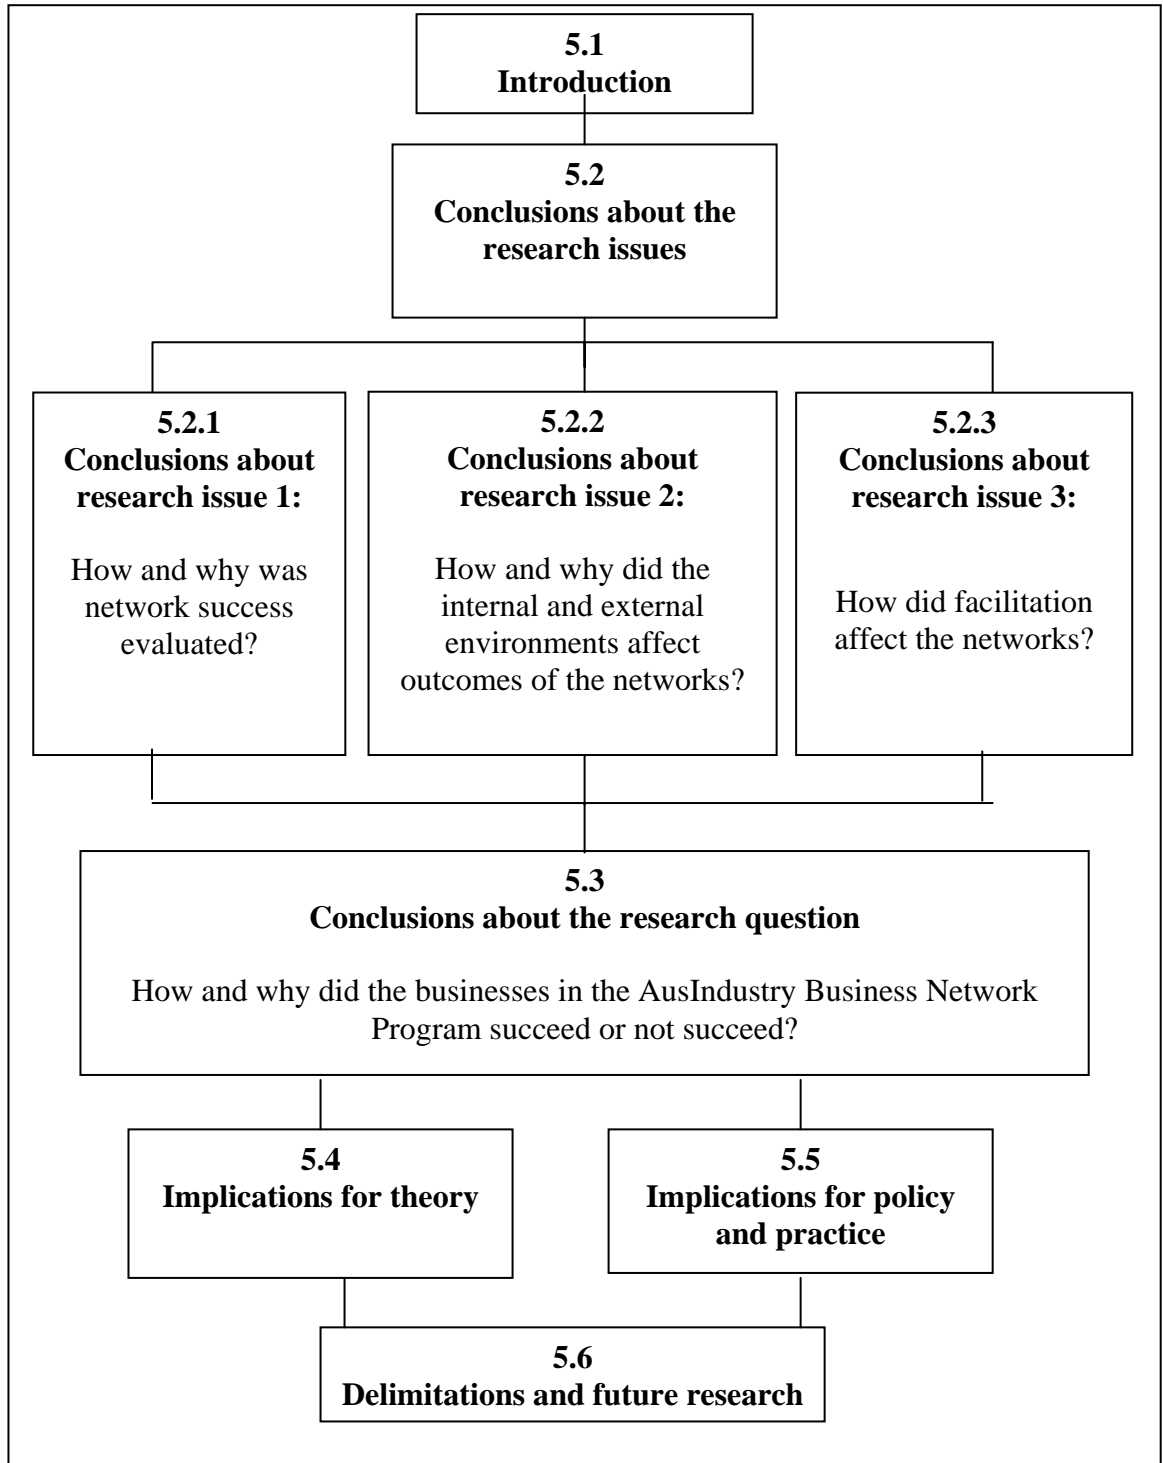 5.1
Introduction
5.2
Conclusions about the
research issues
5.2.1
Conclusions about
research issue 1:
How and why was
network success
evaluated?
5.2.2
Conclusions about
research issue 2:
How and why did the
internal and external
environments affect
outcomes of the networks?
5.2.3
Conclusions about
research issue 3:
How did facilitation
affect the networks?
5.3
Conclusions about the research question
How and why did the businesses in the AusIndustry Business Network
Program succeed or not succeed?
5.4
Implications for theory
5.5
Implications for policy
and practice
5.6
Delimitations and future research